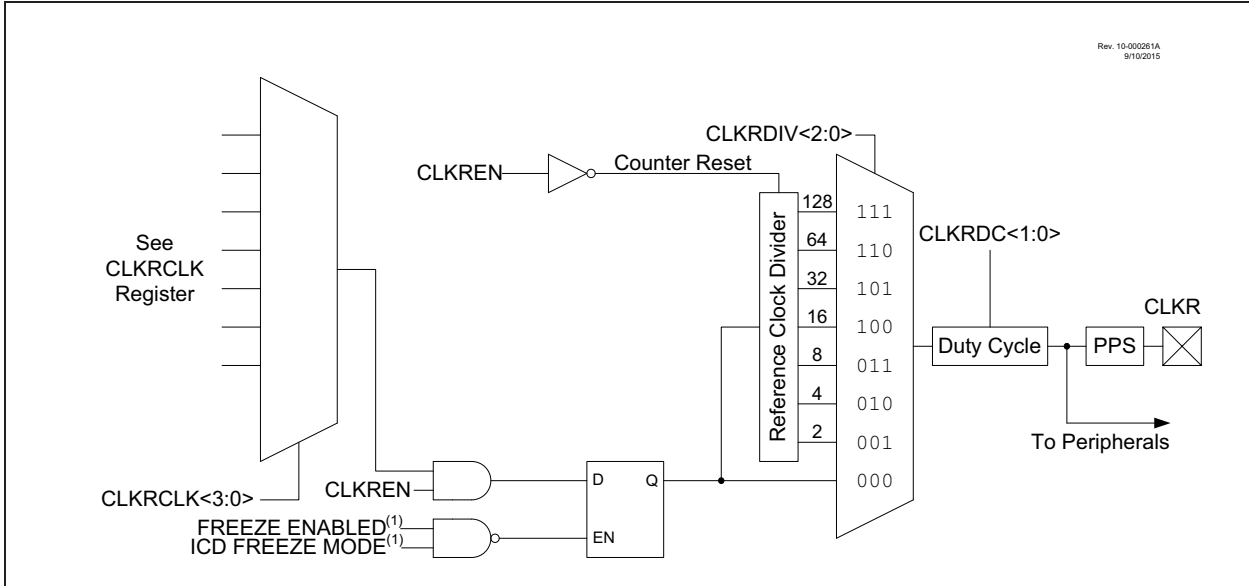 Rev. 10-000261A
9/10/2015
CLKRDIV<2:0>
CLKREN
Counter Reset
See
CLKRCLK
Register
Reference Clock Divider
128
64
32
16
8
4
2
111
110
101
100
011
010
001
000
CLKRDC<1:0>
CLKR
Duty Cycle
PPS
To Peripherals
CLKRCLK<3:0>
CLKREN
D
Q
EN
FREEZE ENABLED(1)
ICD FREEZE MODE(1)